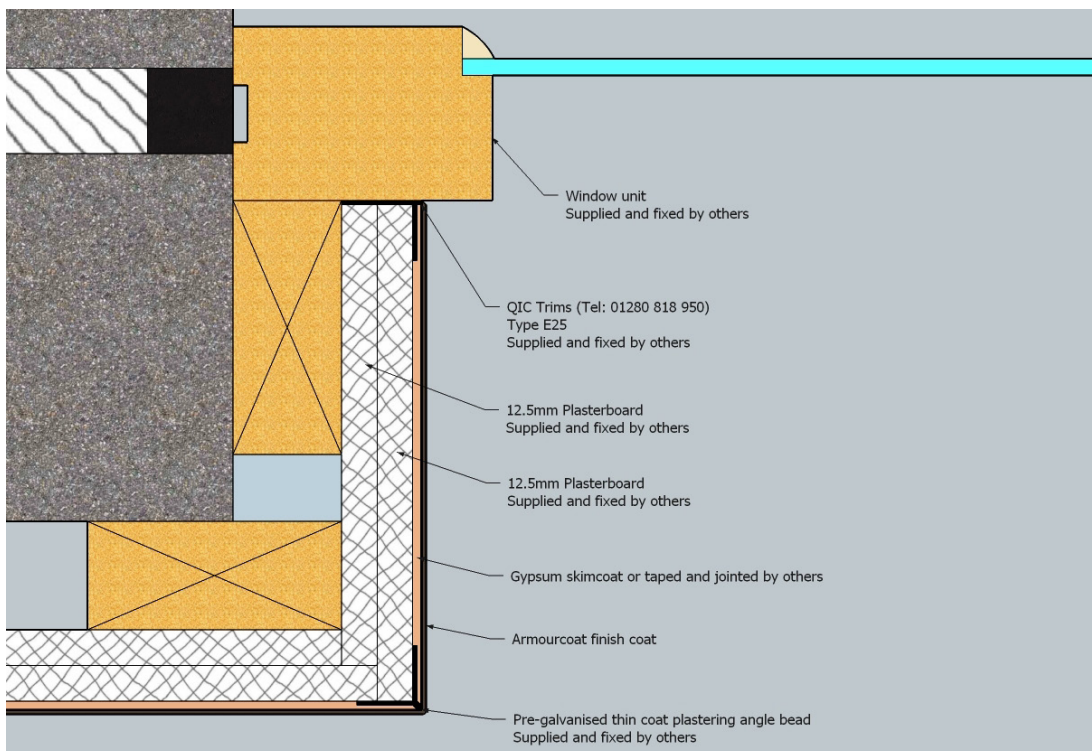 Window unit
Supplied and fixed by others
QIC Trims (Tel: 01280 818 950)
Type E25
Supplied and fixed by others
12.5mm Plasterboard
Supplied and fixed by others
12.5mm Plasterboard
Supplied and fixed by others
Gypsum skimcoat or taped and jointed by others
Armourcoat finish coat
Pre-galvanised thin coat plastering angle bead
Supplied and fixed by others